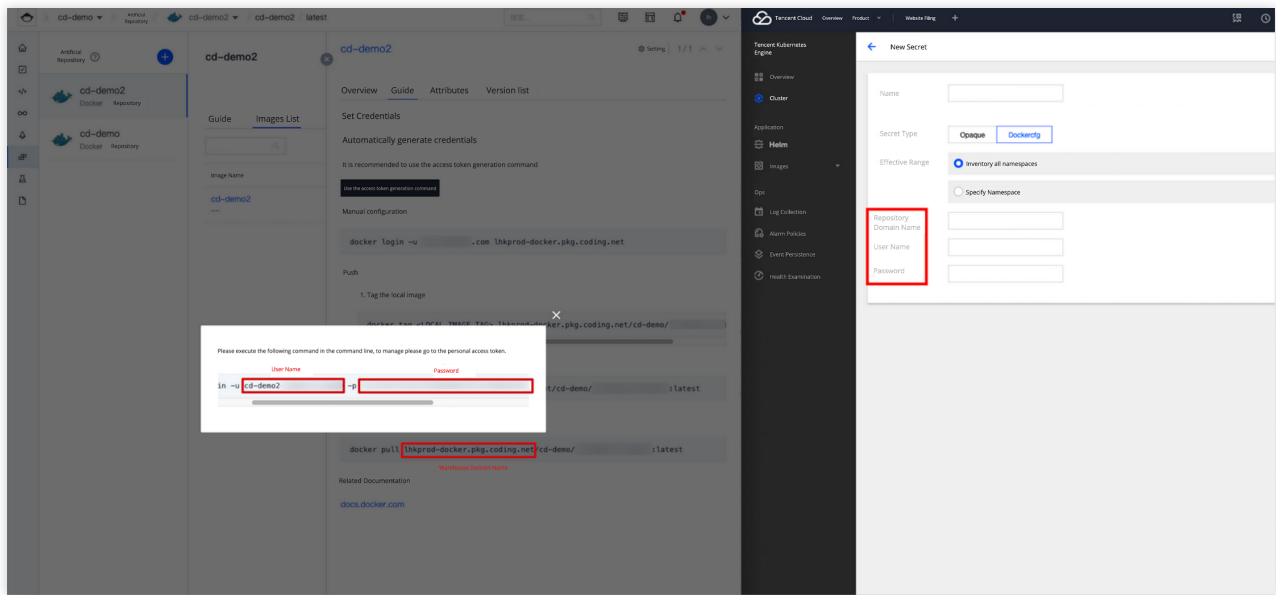 cd-demo
Artificial Repository
cd-demo2
cd-demo2
latest
Artificial Repository
cd-demo2
Docker Repository
cd-demo
Docker Repository
cd-demo2
Guide Images List
Image Name
cd-demo2
cd-demo2
Setting 1/1
Overview Guide Attributes Version list
Set Credentials
Automatically generate credentials
It is recommended to use the access token generation command
Use the access token generation command
Manual configuration
docker login -u .com lhkprod-docker.pkg.coding.net
Push
1. Tag the local image
docker tag <LOCAL_IMAGE_TAG> lhkprod-docker.pkg.coding.net/cd-demo/
Please execute the following command in the command line, to manage please go to the personal access token.
User Name Password
in -u cd-demo2 -p
t/cd-demo/ :latest
docker pull lhkprod-docker.pkg.coding.net/cd-demo/ :latest
Warehouse Domain Name
Related Documentation
docs.docker.com
Tencent Cloud Overview Product Website Filing +
Tencent Kubernetes
Engine
Overview
Cluster
Application
Helm
Images
Ops
Log Collection
Alarm Policies
Event Persistence
Health Examination
New Secret
Name
Secret Type Opaque Dockercfg
Effective Range Inventory all namespaces
Specify Namespace
Repository
Domain Name
User Name
Password